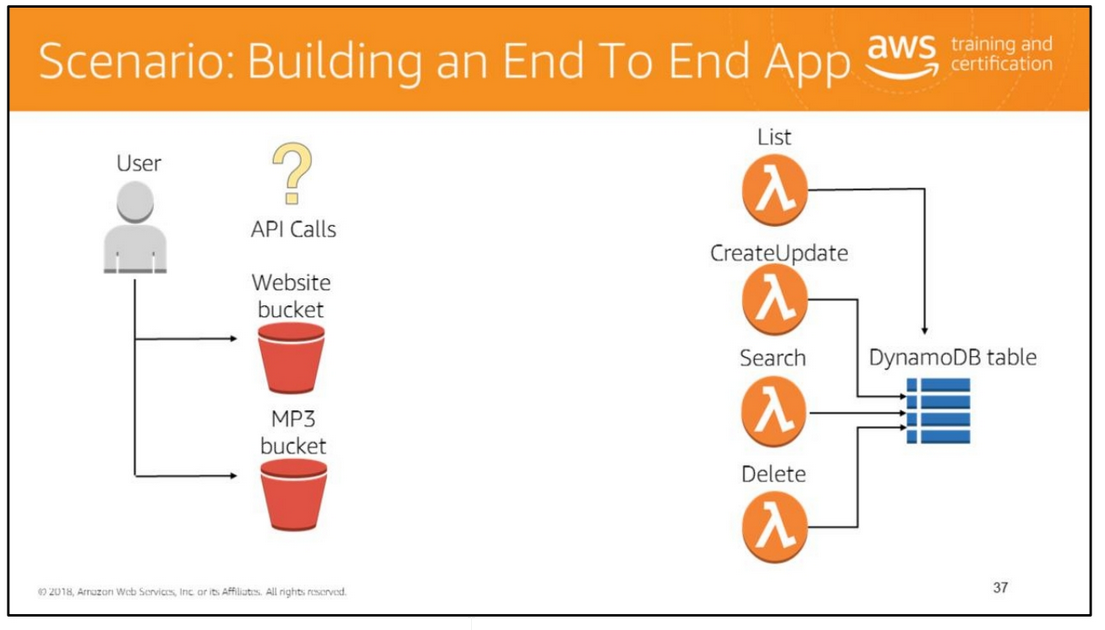 Scenario: Building an End To End App
aws training and
certification
User
?
API Calls
Website
bucket
MP3
bucket
List
λ
CreateUpdate
λ
Search
λ
Delete
λ
DynamoDB table
© 2018, Amazon Web Services, Inc. or its Affiliates. All rights reserved.
37